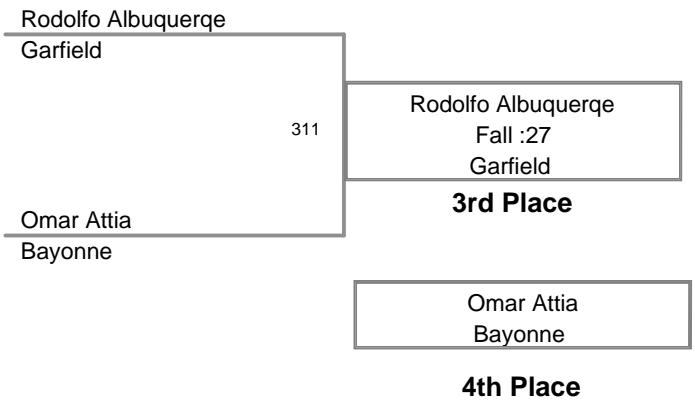 Rodolfo Albuquerqe
Garfield
311
Rodolfo Albuquerqe
Fall :27
Garfield
3rd Place
Omar Attia
Bayonne
Omar Attia
Bayonne
4th Place